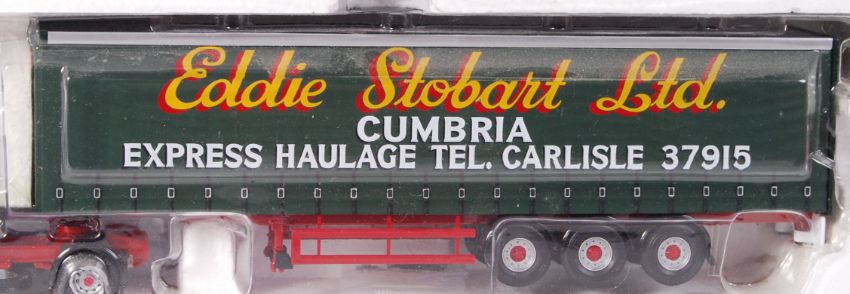 Eddie Stobart Ltd.
CUMBRIA
EXPRESS HAULAGE TEL. CARLISLE 37915